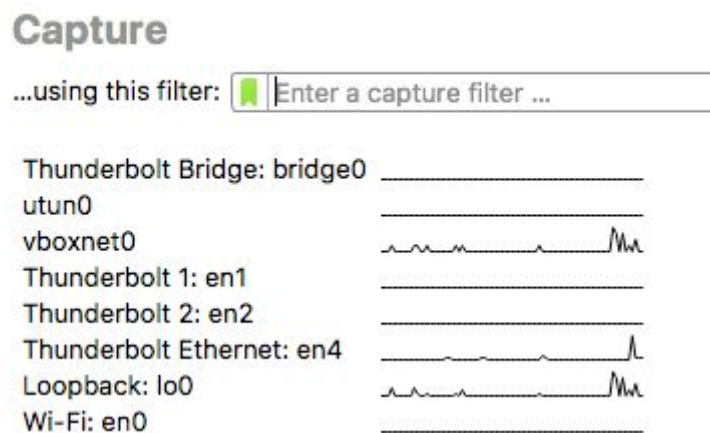 Capture
...using this filter: Enter a capture filter ...
Thunderbolt Bridge: bridge0
utun0
vboxnet0
Thunderbolt 1: en1
Thunderbolt 2: en2
Thunderbolt Ethernet: en4
Loopback: lo0
Wi-Fi: en0